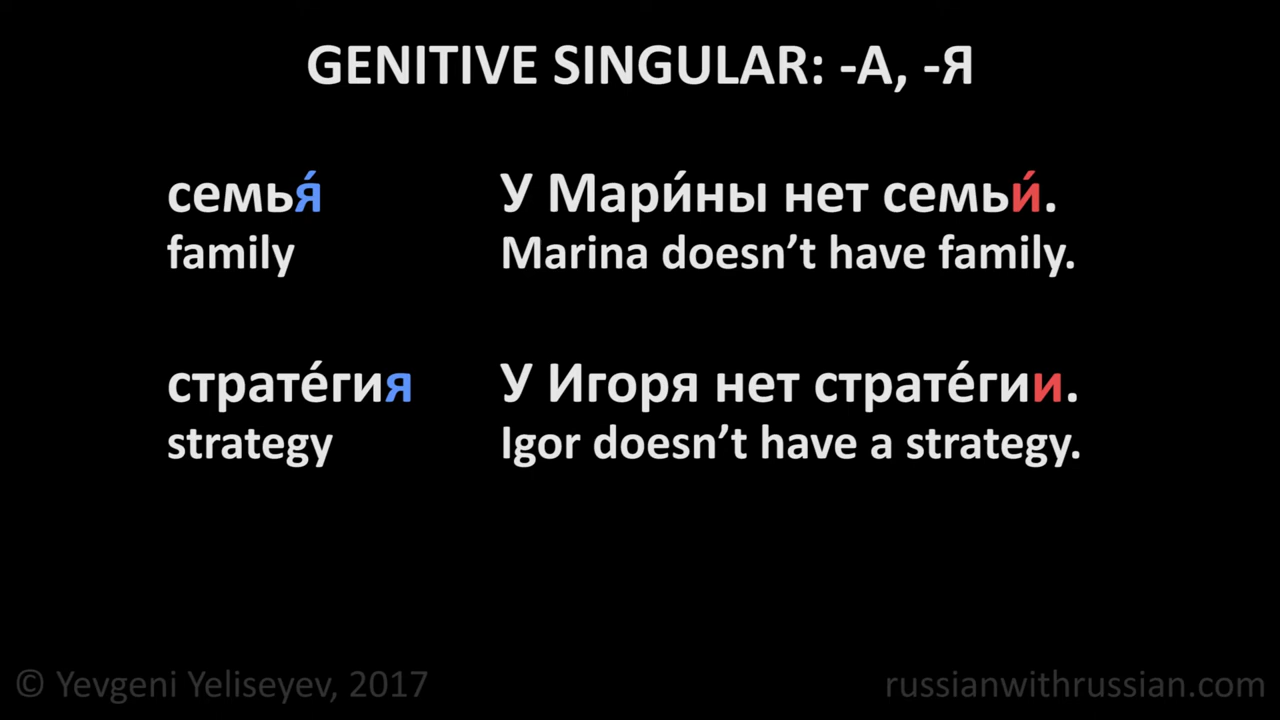 GENITIVE SINGULAR: -А, -Я
семья́
У Мари́ны нет семьи́.
family
Marina doesn’t have family.
страте́гия
У Игоря нет страте́гии.
strategy
Igor doesn’t have a strategy.
© Yevgeni Yeliseyev, 2017
russianwithrussian.com